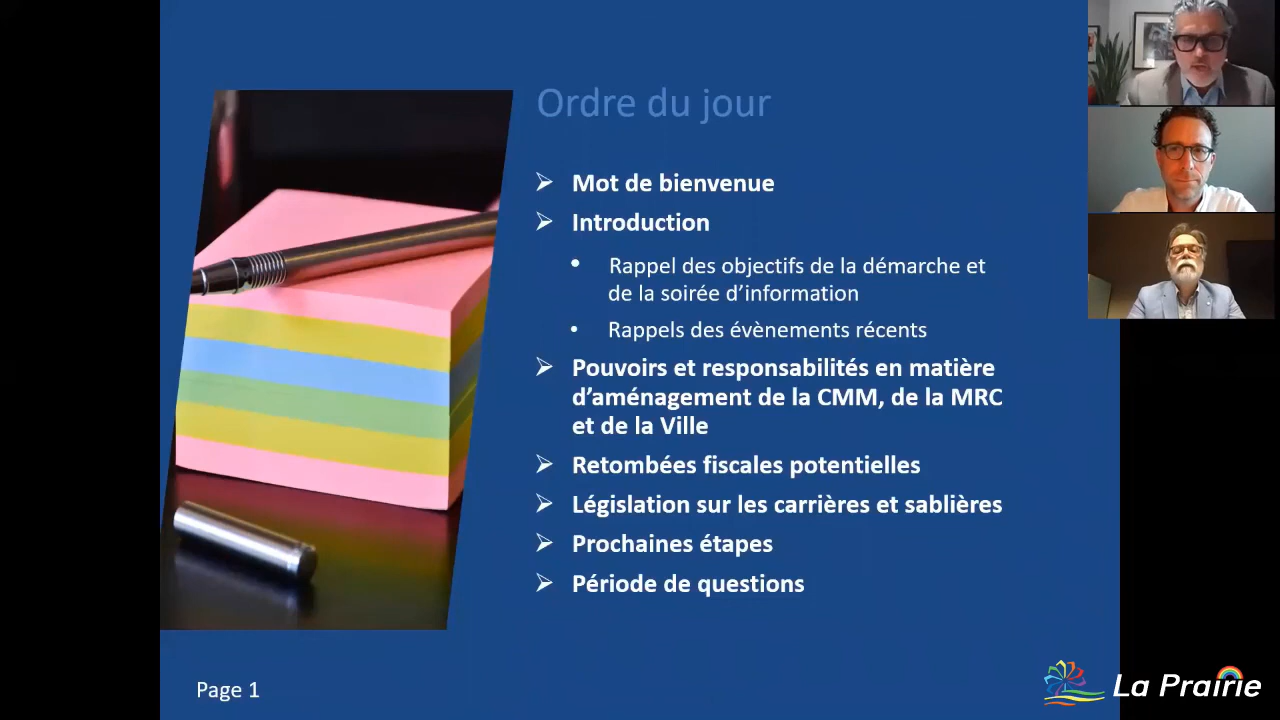 Ordre du jour
Mot de bienvenue
Introduction
Rappel des objectifs de la démarche et
de la soirée d’information
Rappels des évènements récents
Pouvoirs et responsabilités en matière
d’aménagement de la CMM, de la MRC
et de la Ville
Retombées fiscales potentielles
Législation sur les carrières et sablières
Prochaines étapes
Période de questions
Page 1
La Prairie